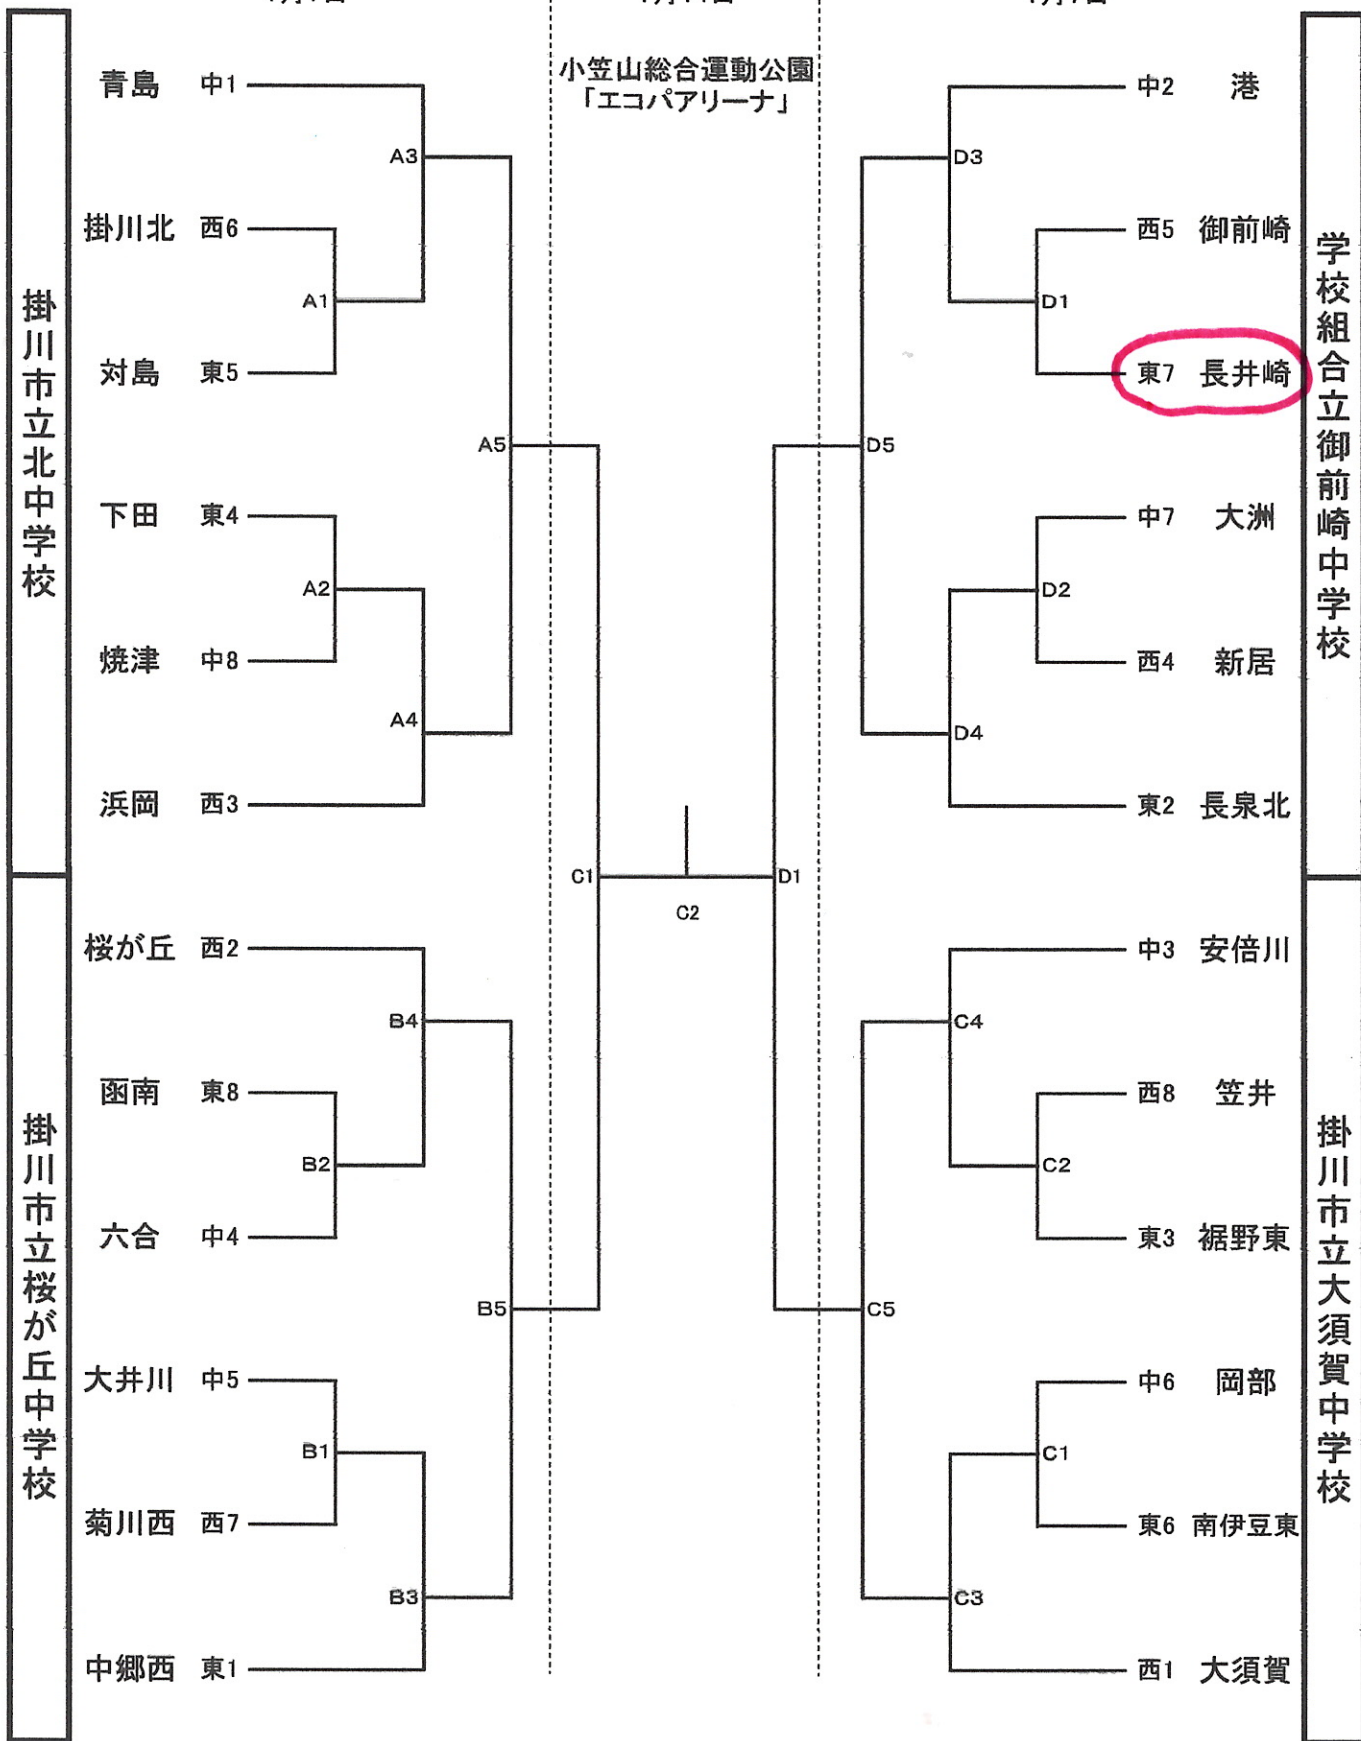 小笠山総合運動公園
「エコパアリーナ」
掛川市立北中学校
青島 中1
掛川北 西6
対島 東5
下田 東4
焼津 中8
浜岡 西3
A3
A1
A5
A2
A4
掛川市立桜が丘中学校
桜が丘 西2
函南 東8
六合 中4
大井川 中5
菊川西 西7
中郷西 東1
B4
B2
B5
B1
B3
C1
C2
D1
学校組合立御前崎中学校
中2 港
西5 御前崎
東7 長井崎
中7 大洲
西4 新居
東2 長泉北
D3
D1
D5
D2
D4
掛川市立大須賀中学校
中3 安倍川
西8 笠井
東3 裾野東
中6 岡部
東6 南伊豆東
西1 大須賀
C4
C2
C5
C1
C3